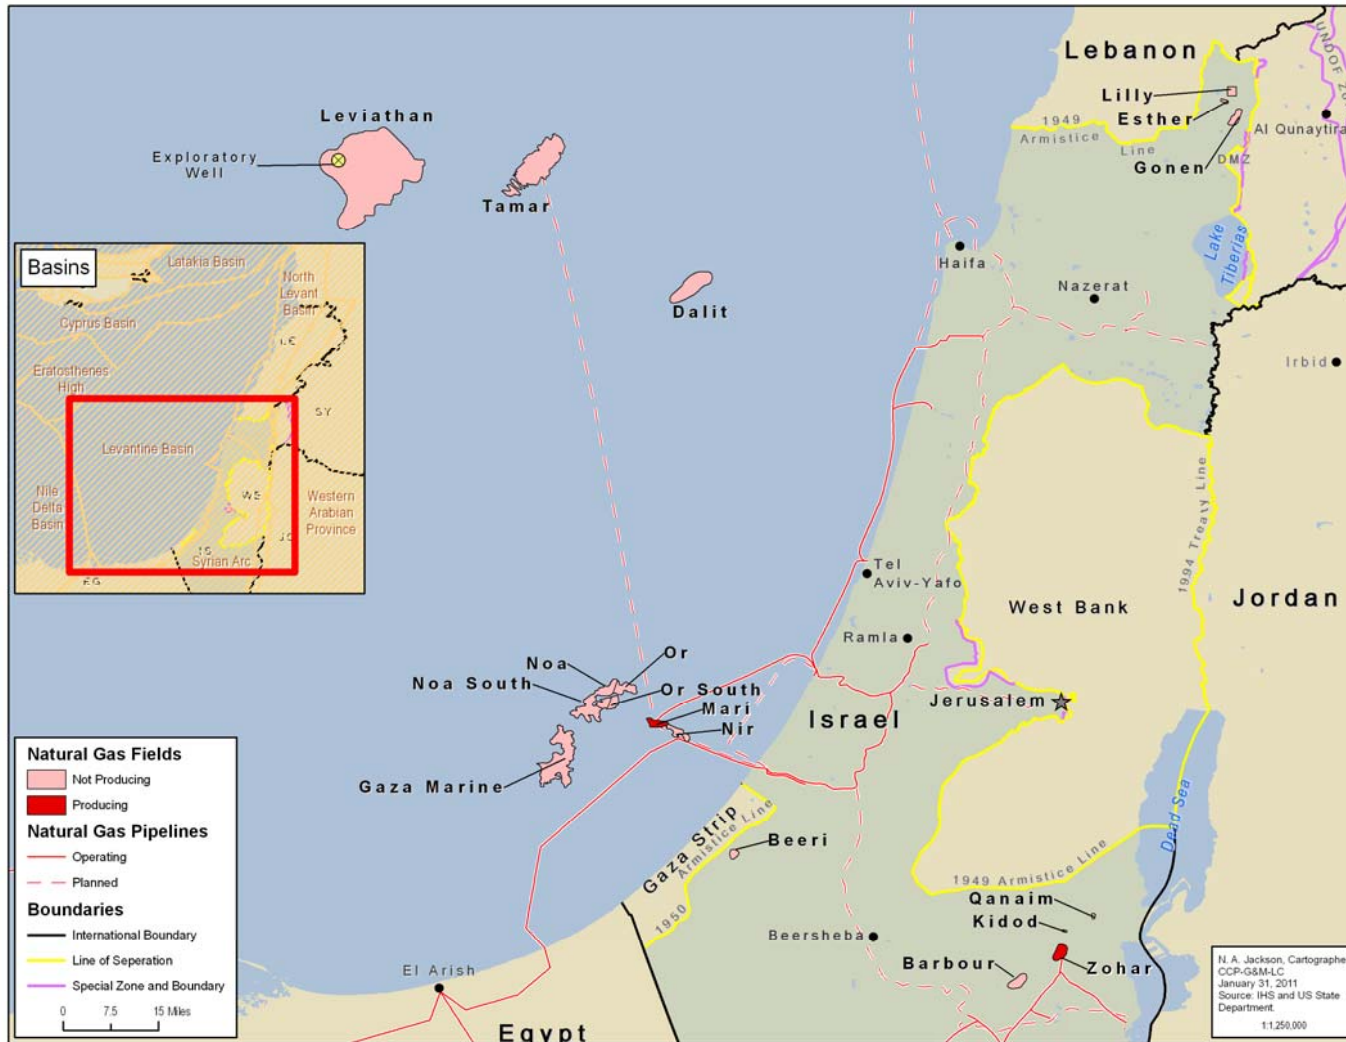 Lebanon
UNDOF
Lilly
Esther
Al Qunaytira
1949
Armistice
Line
DMZ
Gonen
Leviathan
Exploratory
Well
Tamar
Lake
Tiberias
Haifa
Nazerat
Dalit
Irbid
Basins
Latakia Basin
North
Levant
Basin
Cyprus Basin
LE
Eratosthenes
High
SY
Levantine Basin
Nile
Delta
Basin
WE
Western
Arabian
Province
IS
JO
Syrian Arc
EG
1994 Treaty Line
Tel
Aviv-Yafo
West Bank
Jordan
Ramla
Noa
Or
Noa South
Or South
Mari
Nir
Jerusalem
Israel
Gaza Marine
Dead Sea
Gaza Strip
1950
Armistice Line
Beeri
1949 Armistice Line
Qanaim
Kidod
Beersheba
Barbour
Zohar
El Arish
Egypt
Natural Gas Fields
Not Producing
Producing
Natural Gas Pipelines
Operating
Planned
Boundaries
International Boundary
Line of Seperation
Special Zone and Boundary
0 7.5 15 Miles
N. A. Jackson, Cartographe
CCP-G&M-LC
January 31, 2011
Source: IHS and US State
Department.
1:1,250,000